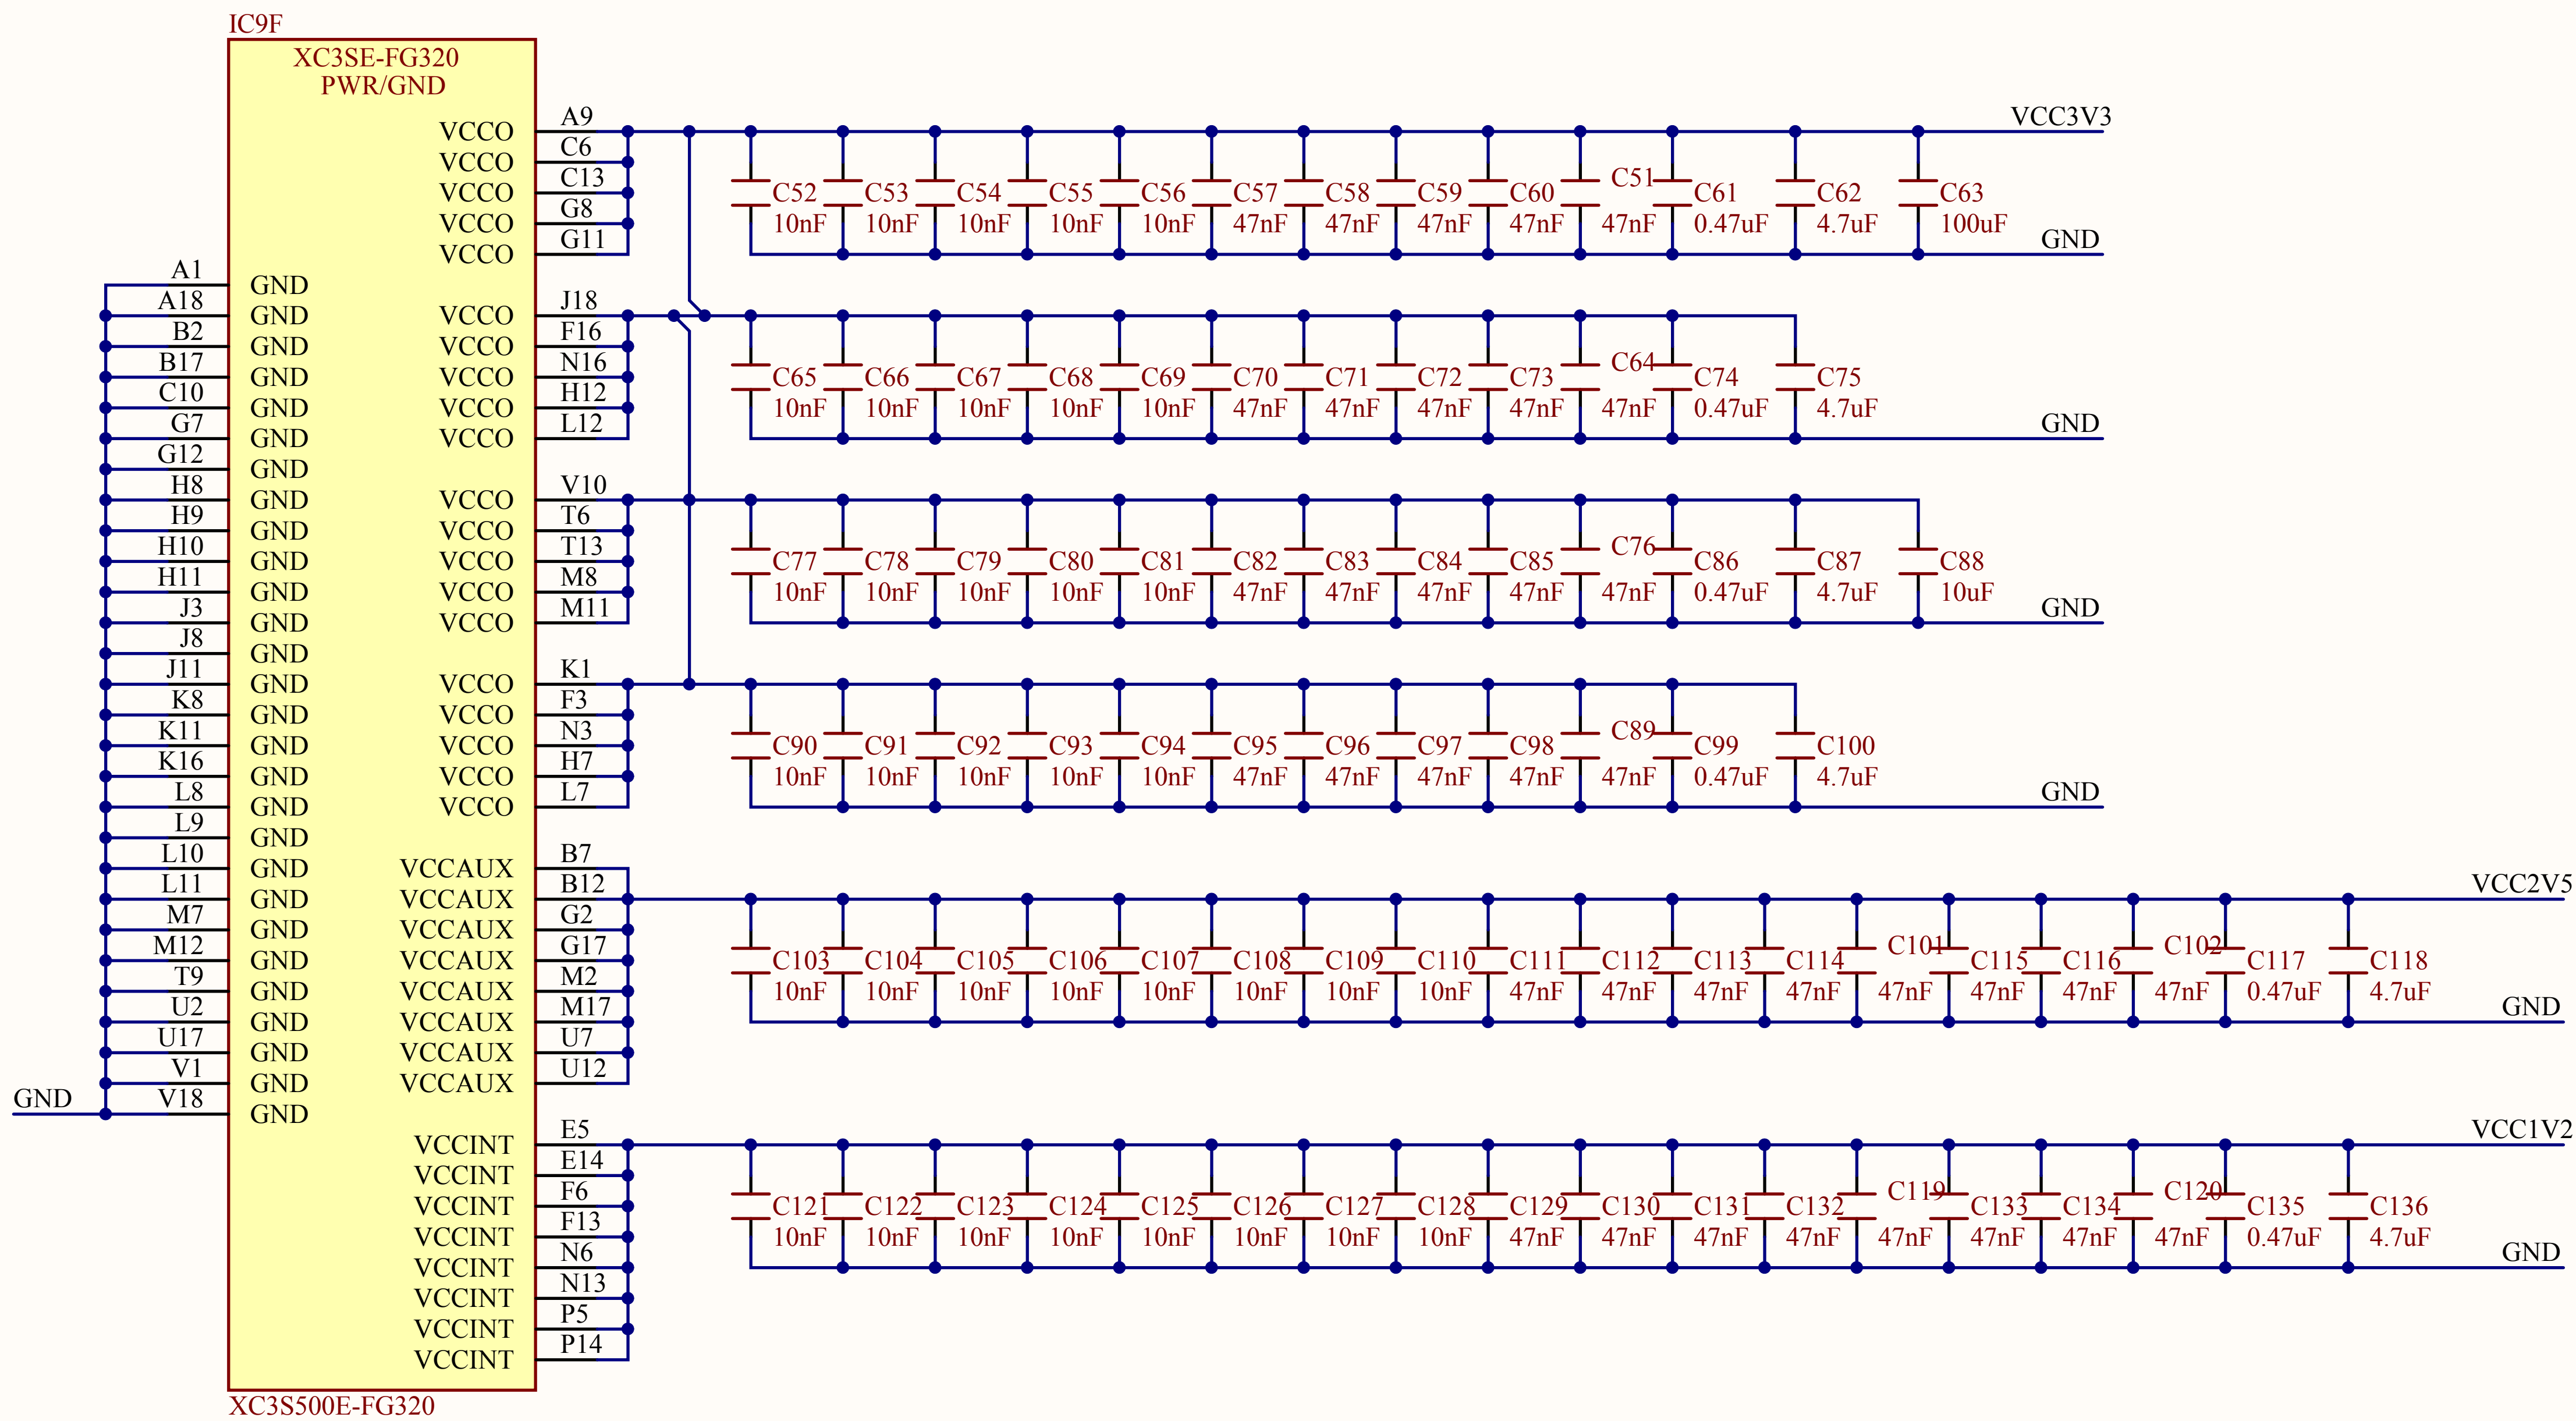 IC9F
XC3SE-FG320
PWR/GND
A9 VCCO VCC3V3
C6 VCCO
C13 VCCO
G8 VCCO
G11 VCCO
C52 C53 C54 C55 C56 C57 C58 C59 C60 C51 C61 C62 C63
10nF 10nF 10nF 10nF 10nF 47nF 47nF 47nF 47nF 47nF 0.47uF 4.7uF 100uF
GND
A1 GND
A18 GND
B2 GND
B17 GND
C10 GND
G7 GND
G12 GND
H8 GND
H9 GND
H10 GND
H11 GND
J3 GND
J8 GND
J11 GND
K8 GND
K11 GND
K16 GND
L8 GND
L9 GND
L10 GND
L11 GND
M7 GND
M12 GND
T9 GND
U2 GND
U17 GND
V1 GND
GND V18 GND
VCCO J18
VCCO F16
VCCO N16
VCCO H12
VCCO L12
C65 C66 C67 C68 C69 C70 C71 C72 C73 C64 C74 C75
10nF 10nF 10nF 10nF 10nF 47nF 47nF 47nF 47nF 47nF 0.47uF 4.7uF
GND
VCCO V10
VCCO T6
VCCO T13
VCCO M8
VCCO M11
C77 C78 C79 C80 C81 C82 C83 C84 C85 C76 C86 C87 C88
10nF 10nF 10nF 10nF 10nF 47nF 47nF 47nF 47nF 47nF 0.47uF 4.7uF 10uF
GND
VCCO K1
VCCO F3
VCCO N3
VCCO H7
VCCO L7
C90 C91 C92 C93 C94 C95 C96 C97 C98 C89 C99 C100
10nF 10nF 10nF 10nF 10nF 47nF 47nF 47nF 47nF 47nF 0.47uF 4.7uF
GND
VCCAUX B7
VCCAUX B12 VCC2V5
VCCAUX G2
VCCAUX G17
VCCAUX M2
VCCAUX M17
VCCAUX U7
VCCAUX U12
C103 C104 C105 C106 C107 C108 C109 C110 C111 C112 C113 C114 C101 C115 C116 C102 C117 C118
10nF 10nF 10nF 10nF 10nF 10nF 10nF 10nF 47nF 47nF 47nF 47nF 47nF 47nF 47nF 47nF 0.47uF 4.7uF
GND
VCCINT E5 VCC1V2
VCCINT E14
VCCINT F6
VCCINT F13
VCCINT N6
VCCINT N13
VCCINT P5
VCCINT P14
C121 C122 C123 C124 C125 C126 C127 C128 C129 C130 C131 C132 C119 C133 C134 C120 C135 C136
10nF 10nF 10nF 10nF 10nF 10nF 10nF 10nF 47nF 47nF 47nF 47nF 47nF 47nF 47nF 47nF 0.47uF 4.7uF
GND
XC3S500E-FG320